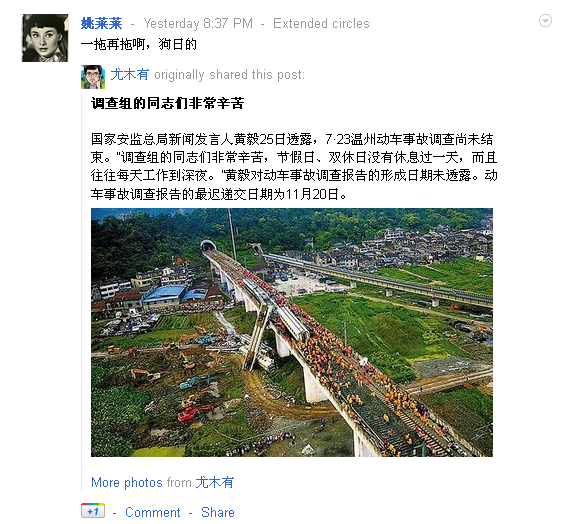 姚莱莱 - Yesterday 8:37 PM - Extended circles
一拖再拖啊，狗日的
尤木有 originally shared this post:
调查组的同志们非常辛苦
国家安监总局新闻发言人黄毅25日透露，7·23温州动车事故调查尚未结
束。“调查组的同志们非常辛苦，节假日、双休日没有休息过一天，而且
往往每天工作到深夜。”黄毅对动车事故调查报告的形成日期未透露。动
车事故调查报告的最迟递交日期为11月20日。
More photos from 尤木有
+1 - Comment - Share